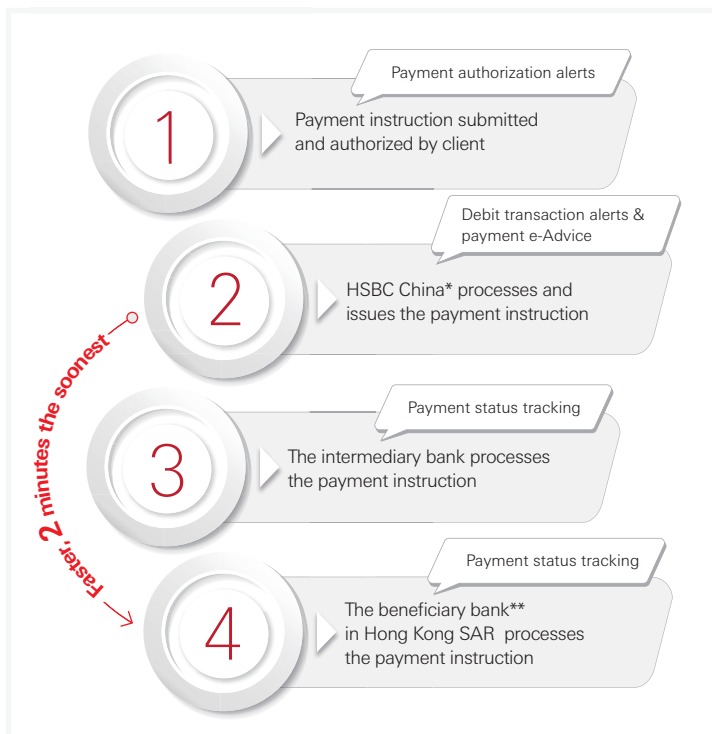 Payment authorization alerts
1
Payment instruction submitted
and authorized by client
Debit transaction alerts &
payment e-Advice
2
HSBC China* processes and
issues the payment instruction
Faster, 2 minutes the soonest
Payment status tracking
3
The intermediary bank processes
the payment instruction
Payment status tracking
4
The beneficiary bank**
in Hong Kong SAR processes
the payment instruction